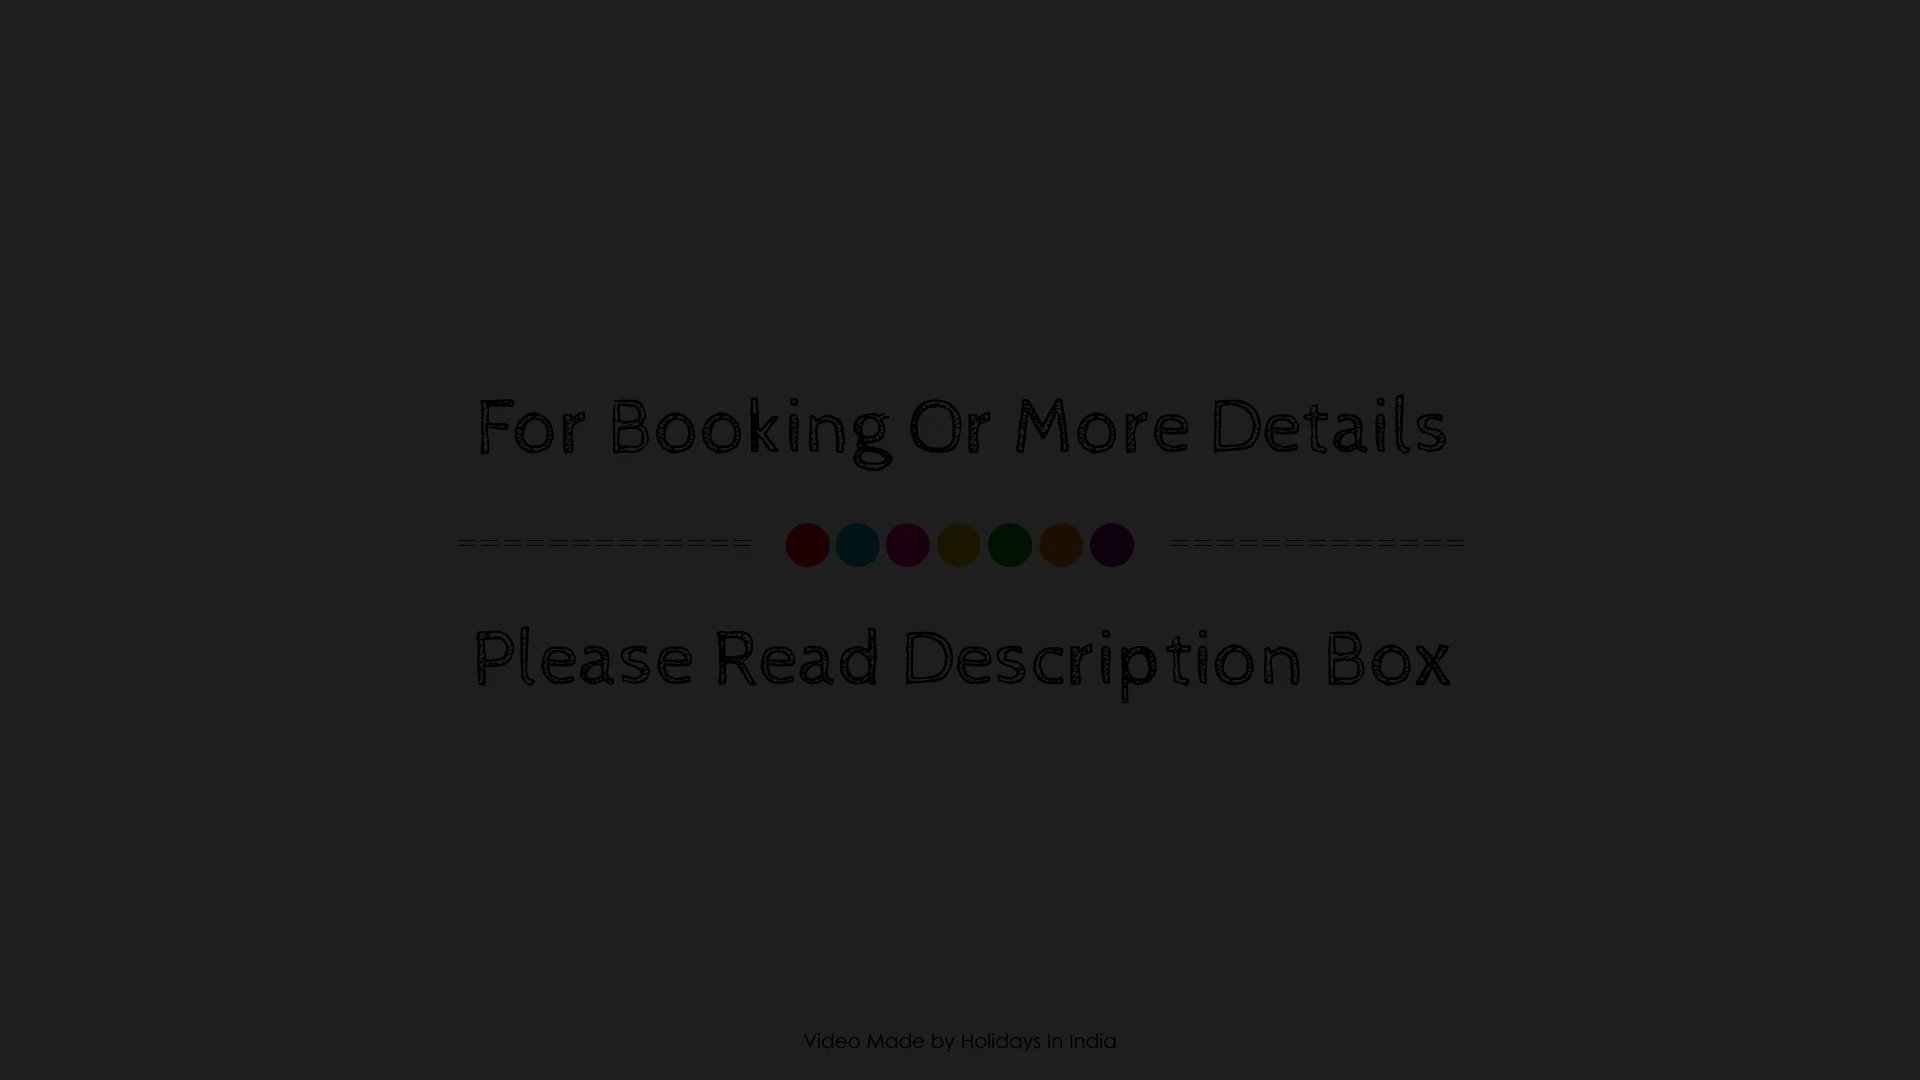 For Booking Or More Details
============= =============
Please Read Description Box
Video Made by Holidays In India